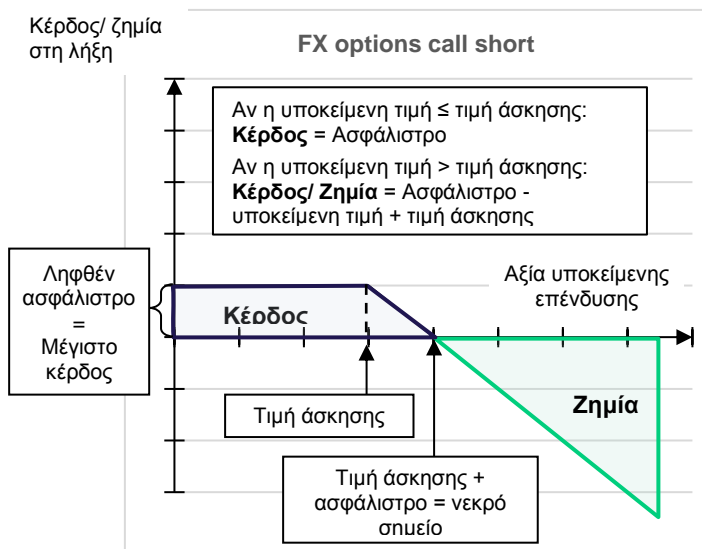 Κέρδος/ ζημία
στη λήξη
FX options call short
Αν η υποκείμενη τιμή ≤ τιμή άσκησης:
Κέρδος = Ασφάλιστρο
Αν η υποκείμενη τιμή > τιμή άσκησης:
Κέρδος/ Ζημία = Ασφάλιστρο -
υποκείμενη τιμή + τιμή άσκησης
Ληφθέν
ασφάλιστρο
=
Μέγιστο
κέρδος
Αξία υποκείμενης
επένδυσης
Κέρδος
Ζημία
Τιμή άσκησης
Τιμή άσκησης +
ασφάλιστρο = νεκρό
σημείο